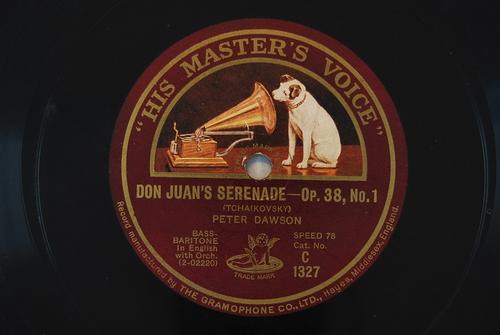 "HIS MASTER'S VOICE"
DON JUAN'S SERENADE—OP. 38, No. 1
(TCHAIKOVSKY)
PETER DAWSON
BASS-
BARITONE
In English
with Orch.
(2-02220)
SPEED 78
Cat. No.
C
1327
TRADE MARK
Record manufactured by THE GRAMOPHONE CO., LTD., Hayes, Middlesex, England.